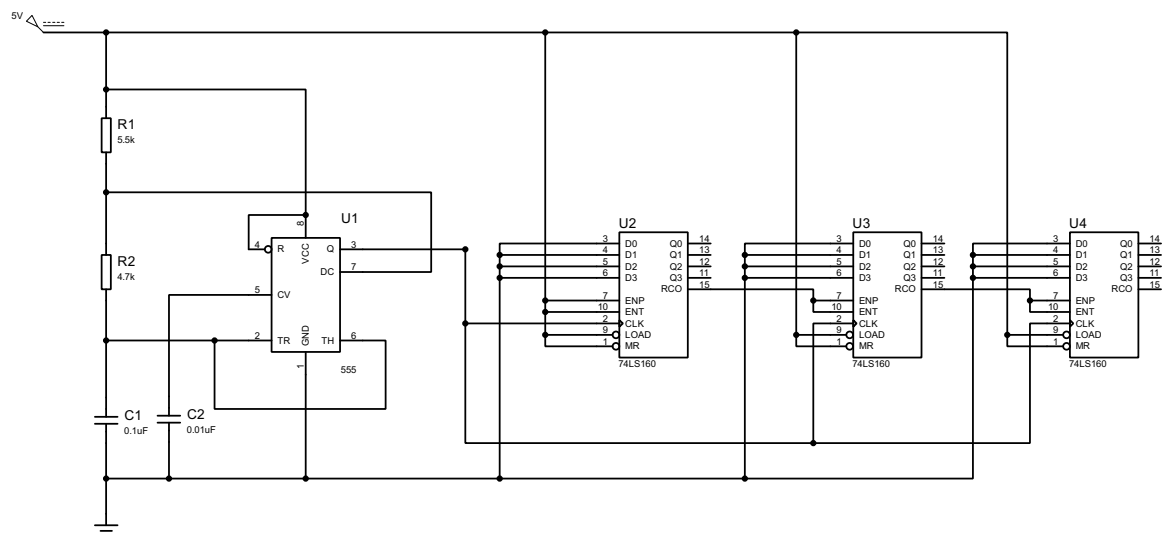 5V
R1
5.5k
R2
4.7k
C1
0.1uF
C2
0.01uF
U1
4 R VCC 8 Q 3
DC 7
5 CV
2 TR GND 1 TH 6
555
U2
3 D0 Q0 14
4 D1 Q1 13
5 D2 Q2 12
6 D3 Q3 11
RCO 15
7 ENP
10 ENT
2 CLK
9 LOAD
1 MR
74LS160
U3
3 D0 Q0 14
4 D1 Q1 13
5 D2 Q2 12
6 D3 Q3 11
RCO 15
7 ENP
10 ENT
2 CLK
9 LOAD
1 MR
74LS160
U4
3 D0 Q0 14
4 D1 Q1 13
5 D2 Q2 12
6 D3 Q3 11
RCO 15
7 ENP
10 ENT
2 CLK
9 LOAD
1 MR
74LS160